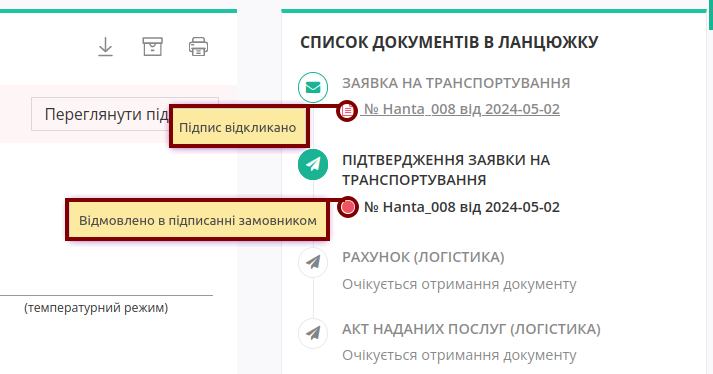 СПИСОК ДОКУМЕНТІВ В ЛАНЦЮЖКУ
ЗАЯВКА НА ТРАНСПОРТУВАННЯ
№ Hanta_008 від 2024-05-02
Переглянути під
Підпис відкликано
ПІДТВЕРДЖЕННЯ ЗАЯВКИ НА
ТРАНСПОРТУВАННЯ
№ Hanta_008 від 2024-05-02
Відмовлено в підписанні замовником
РАХУНОК (ЛОГІСТИКА)
Очікується отримання документу
(температурний режим)
АКТ НАДАНИХ ПОСЛУГ (ЛОГІСТИКА)
Очікується отримання документу